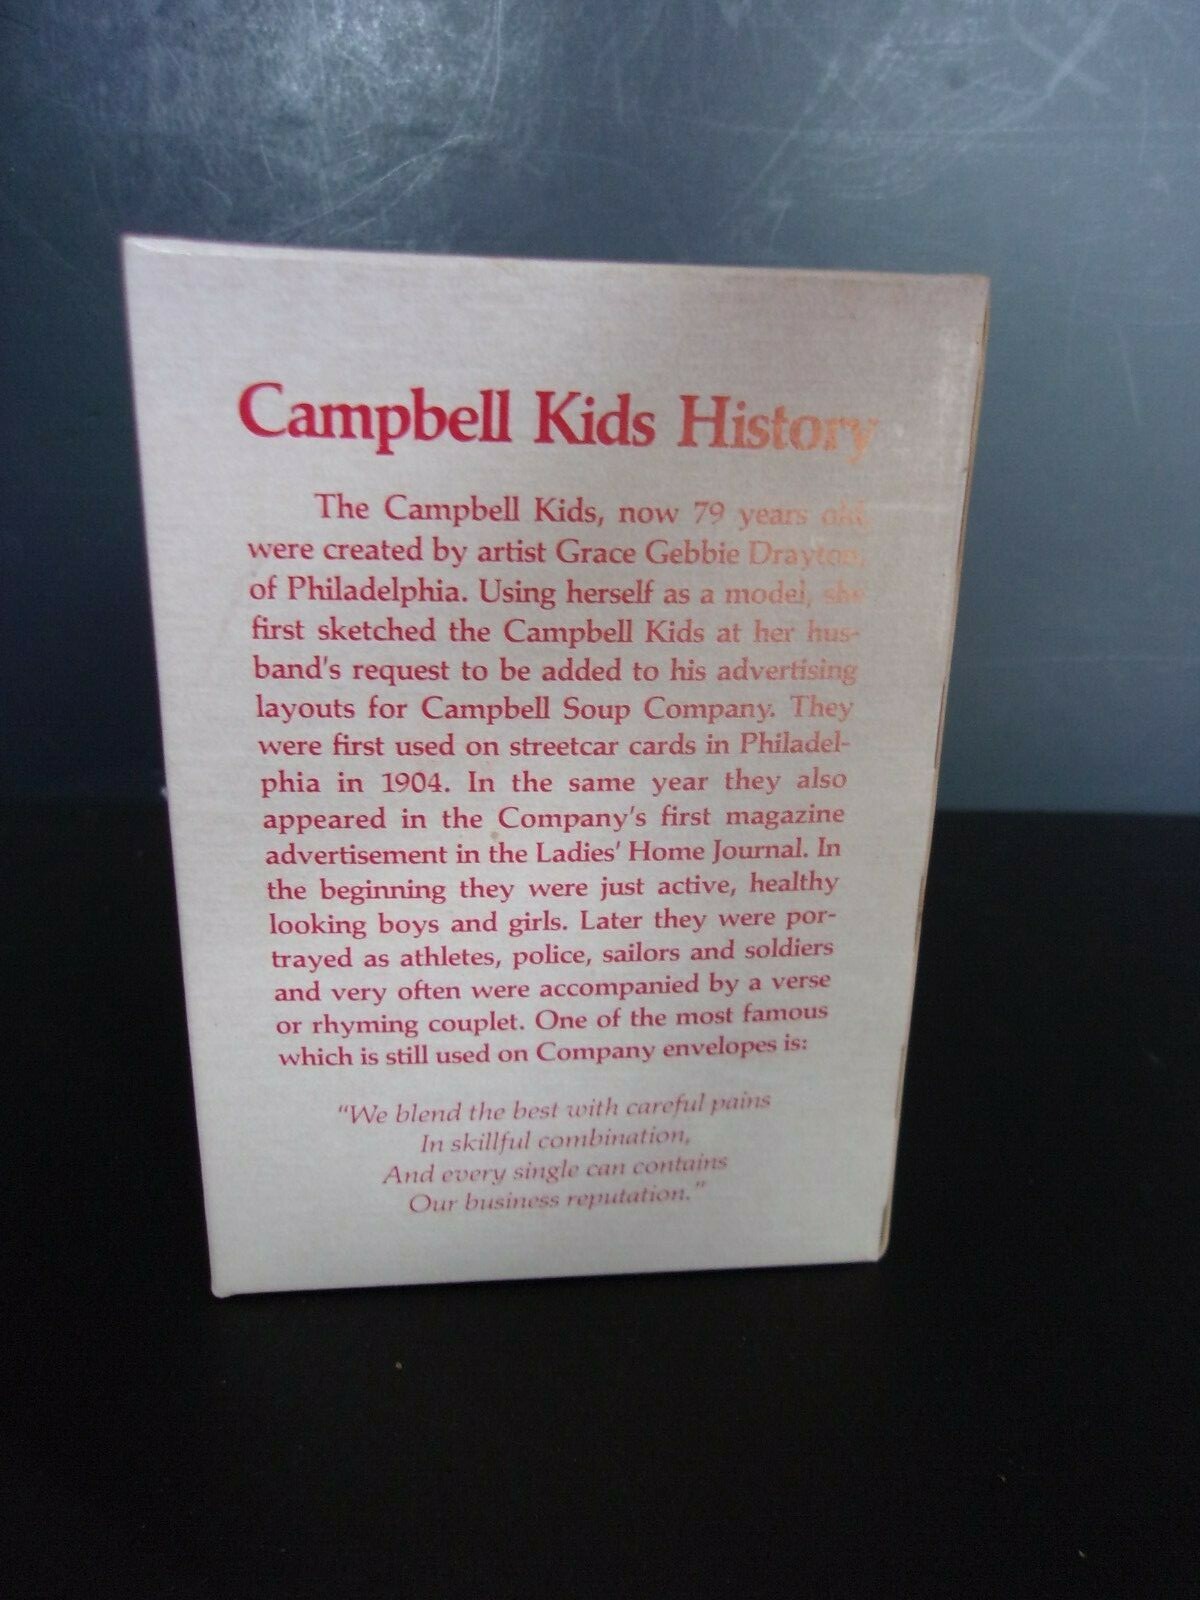 Campbell Kids History
The Campbell Kids, now 79 years old,
were created by artist Grace Gebbie Drayton,
of Philadelphia. Using herself as a model, she
first sketched the Campbell Kids at her hus-
band's request to be added to his advertising
layouts for Campbell Soup Company. They
were first used on streetcar cards in Philadel-
phia in 1904. In the same year they also
appeared in the Company's first magazine
advertisement in the Ladies' Home Journal. In
the beginning they were just active, healthy
looking boys and girls. Later they were por-
trayed as athletes, police, sailors and soldiers
and very often were accompanied by a verse
or rhyming couplet. One of the most famous
which is still used on Company envelopes is:
"We blend the best with careful pains
In skillful combination,
And every single can contains
Our business reputation."